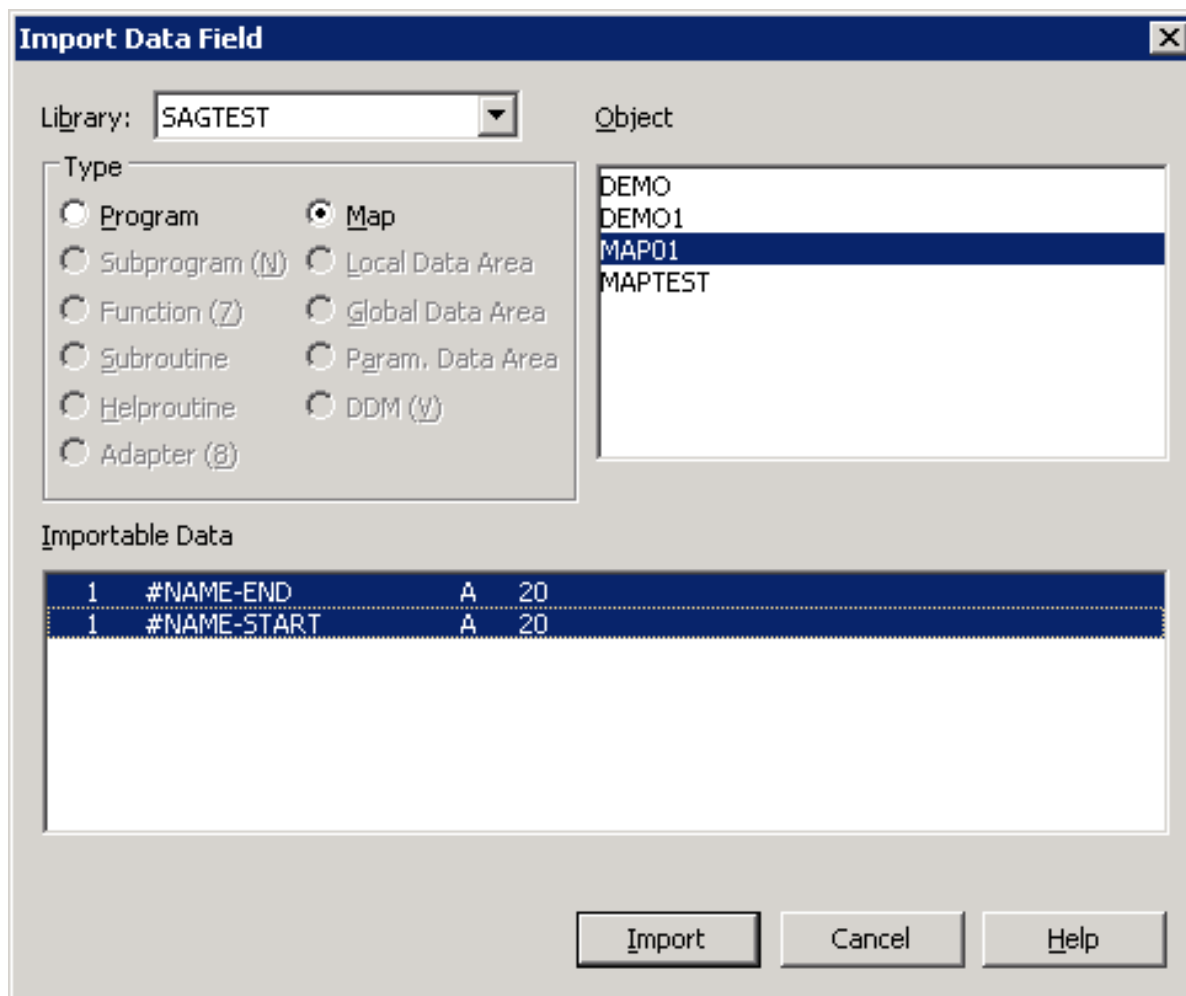 Import Data Field
Library: SAGTEST
Object
Type
Program
Map
Subprogram (N)
Local Data Area
Function (7)
Global Data Area
Subroutine
Param. Data Area
Helproutine
DDM (V)
Adapter (8)
DEMO
DEMO1
MAP01
MAPTEST
Importable Data
1 #NAME-END A 20
1 #NAME-START A 20
Import
Cancel
Help